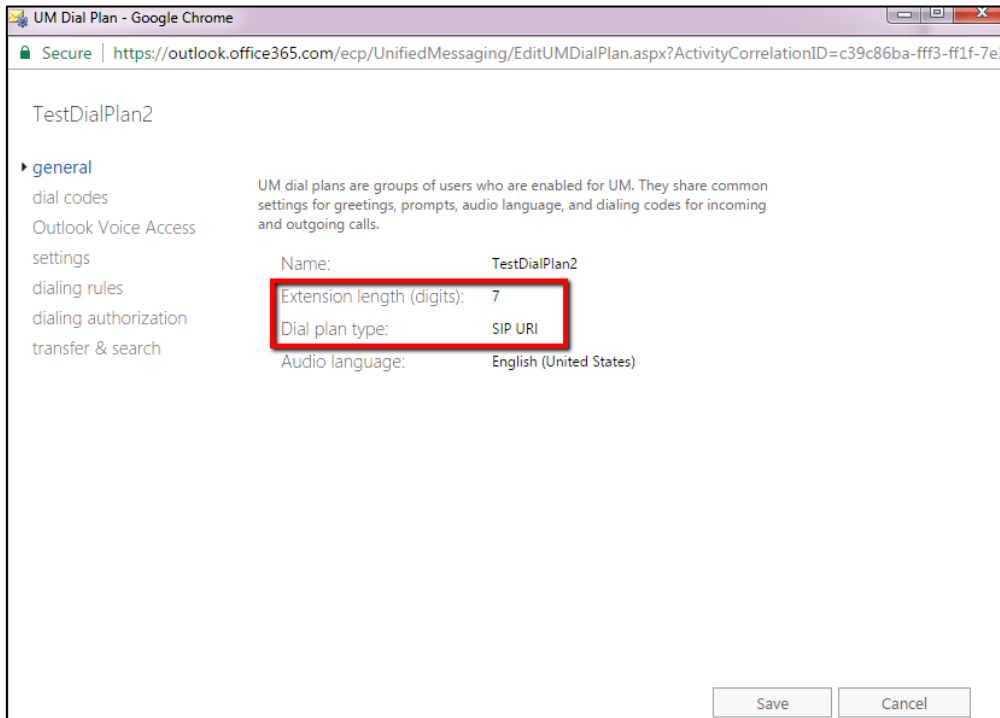 UM Dial Plan - Google Chrome
Secure | https://outlook.office365.com/ecp/UnifiedMessaging/EditUMDialPlan.aspx?ActivityCorrelationID=c39c86ba-fff3-ff1f-7e
TestDialPlan2
general
dial codes
Outlook Voice Access
settings
dialing rules
dialing authorization
transfer & search
UM dial plans are groups of users who are enabled for UM. They share common
settings for greetings, prompts, audio language, and dialing codes for incoming
and outgoing calls.
Name: TestDialPlan2
Extension length (digits): 7
Dial plan type: SIP URI
Audio language: English (United States)
Save Cancel